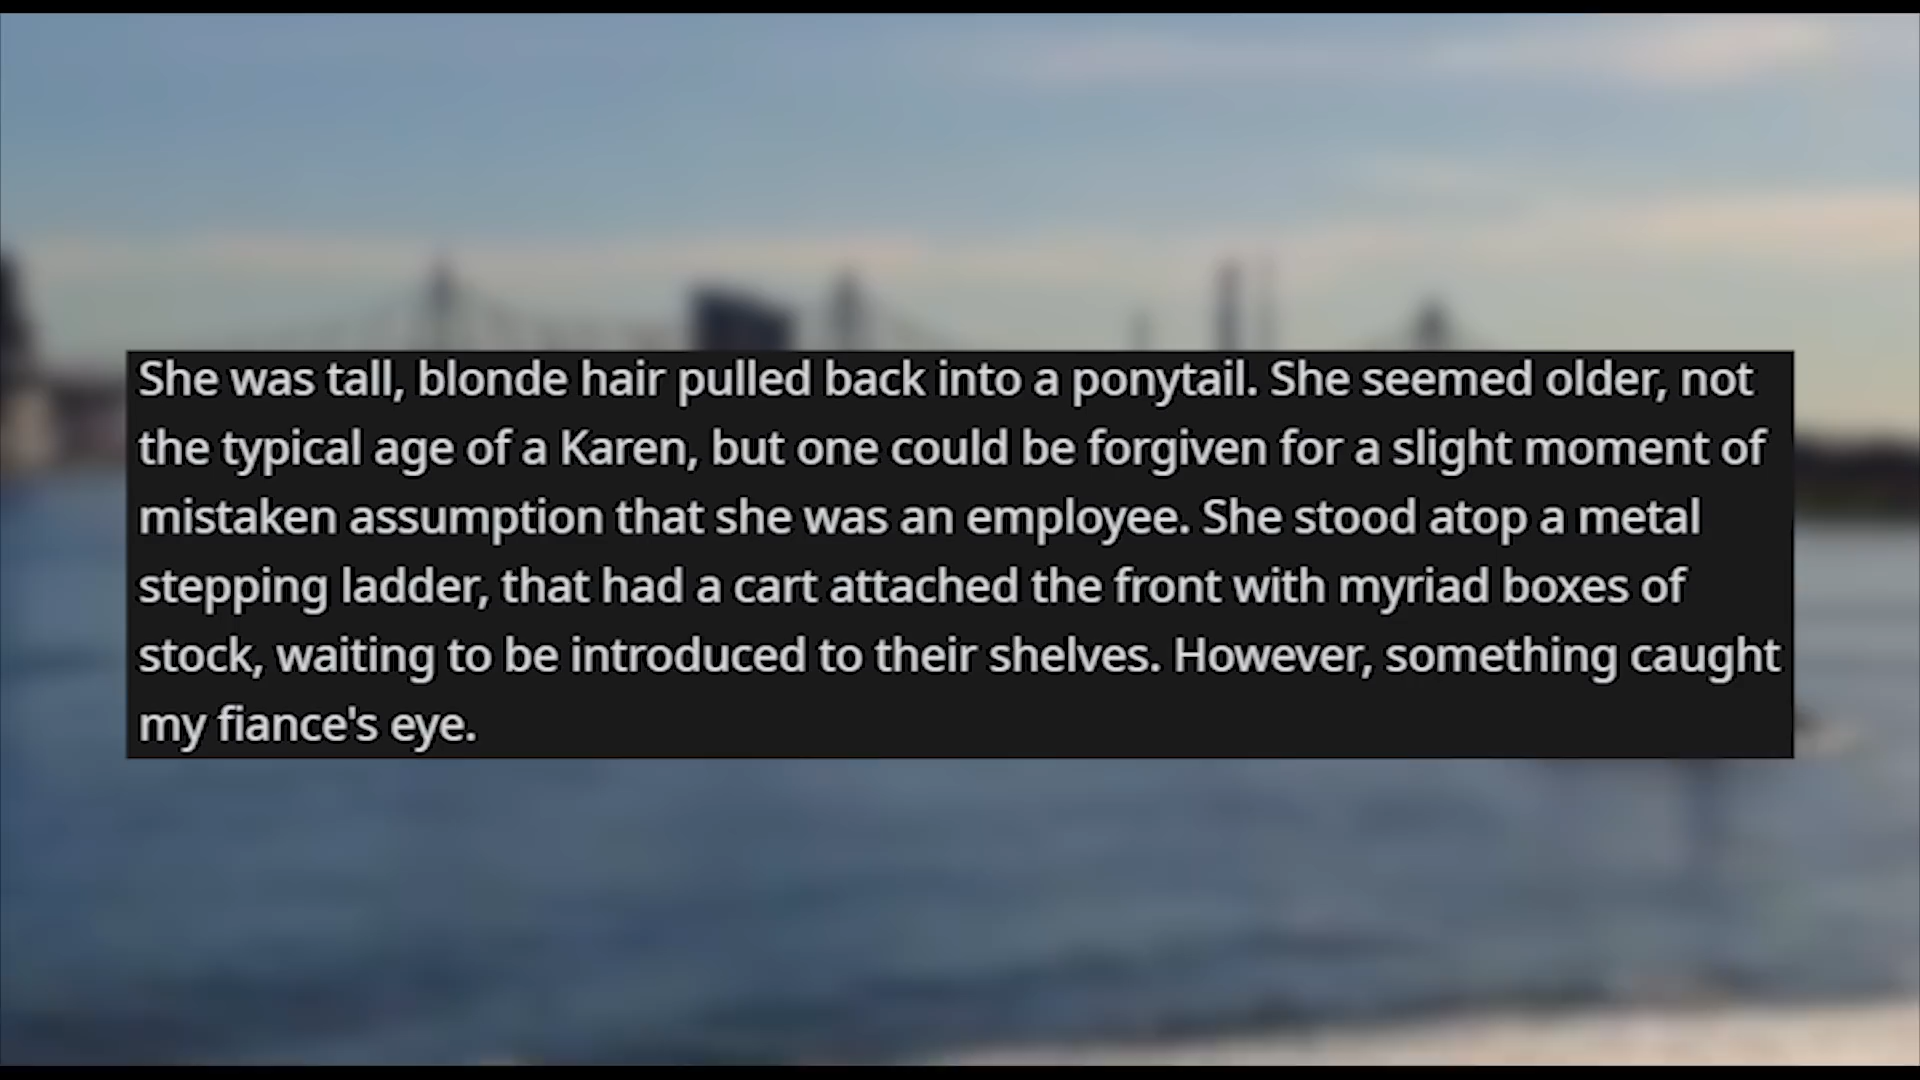 She was tall, blonde hair pulled back into a ponytail. She seemed older, not
the typical age of a Karen, but one could be forgiven for a slight moment of
mistaken assumption that she was an employee. She stood atop a metal
stepping ladder, that had a cart attached the front with myriad boxes of
stock, waiting to be introduced to their shelves. However, something caught
my fiance's eye.